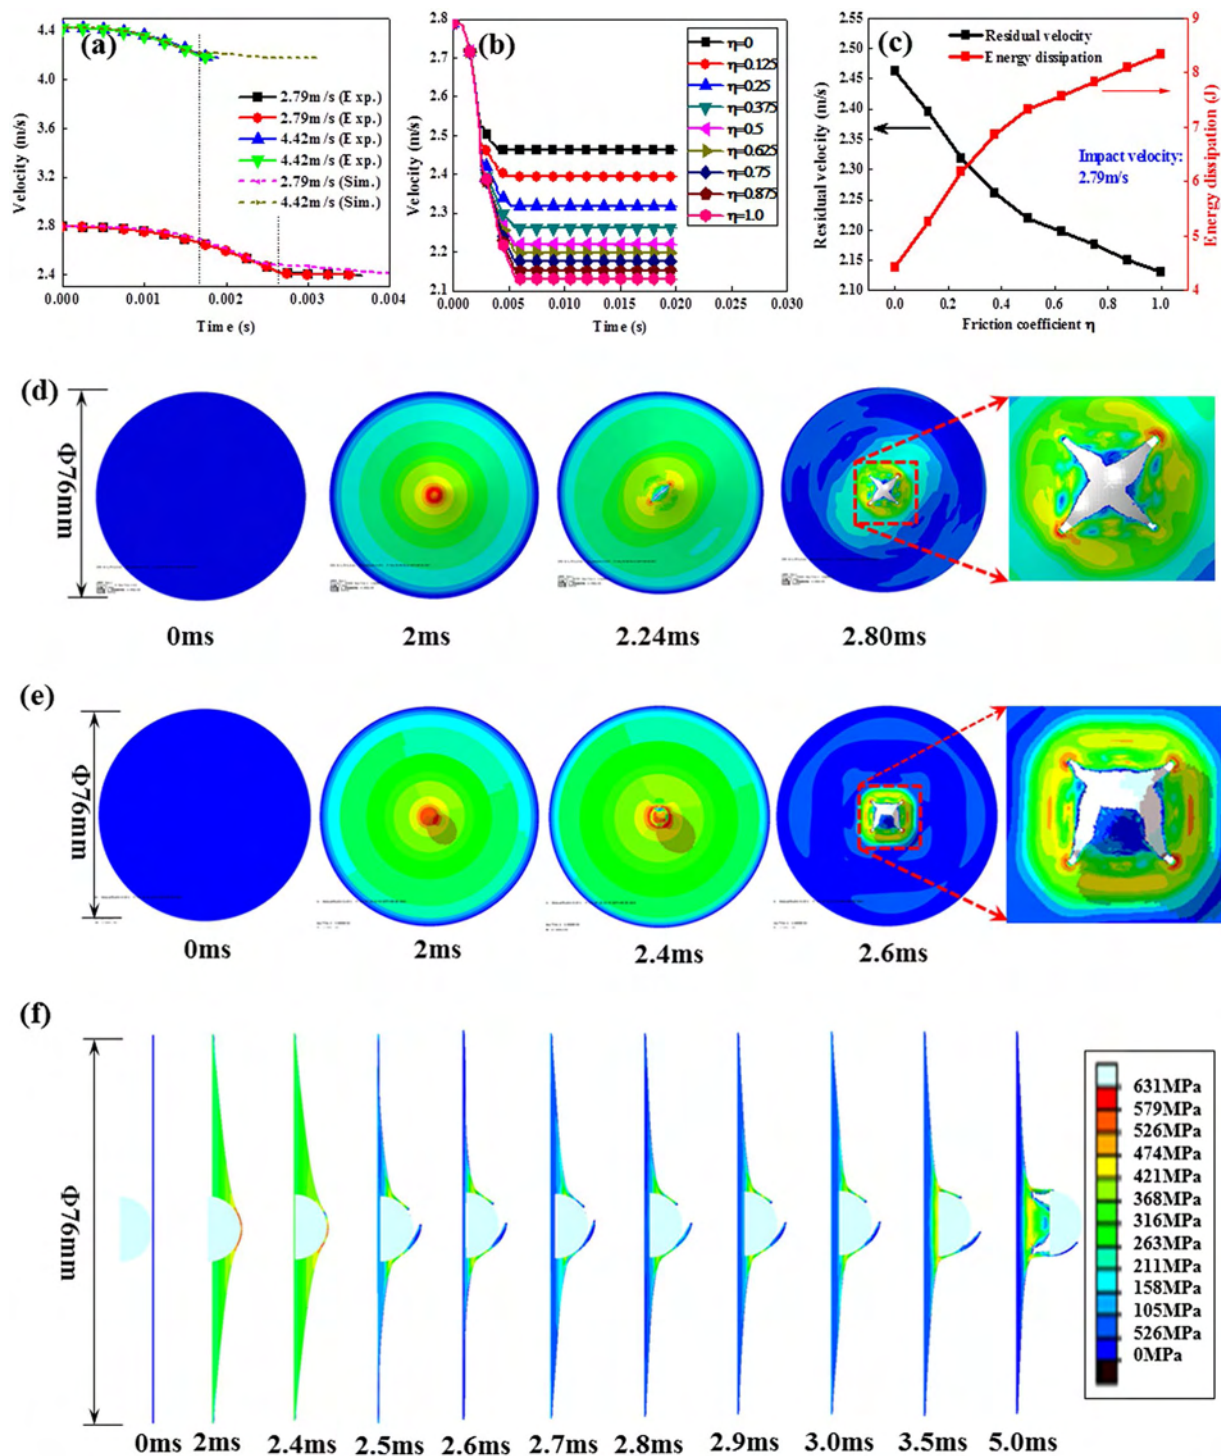 (a)
4.4
4.0
3.6
3.2
2.8
2.4
Velocity (m/s)
2.79m/s (Exp.)
2.79m/s (Exp.)
4.42m/s (Exp.)
4.42m/s (Exp.)
2.79m/s (Sim.)
4.42m/s (Sim.)
0.000 0.001 0.002 0.003 0.004
Time (s)
(b)
2.8
2.7
2.6
2.5
2.4
2.3
2.2
2.1
Velocity (m/s)
η=0
η=0.125
η=0.25
η=0.375
η=0.5
η=0.625
η=0.75
η=0.875
η=1.0
0.000 0.005 0.010 0.015 0.020 0.025 0.030
Time (s)
(c)
2.55
2.50
2.45
2.40
2.35
2.30
2.25
2.20
2.15
2.10
Residual velocity (m/s)
Residual velocity
Energy dissipation
Impact velocity:
2.79m/s
9
8
7
6
5
4
Energy dissipation (J)
0.0 0.2 0.4 0.6 0.8 1.0
Friction coefficient η
(d)
Φ76mm
0ms 2ms 2.24ms 2.80ms
(e)
Φ76mm
0ms 2ms 2.4ms 2.6ms
(f)
Φ76mm
631MPa
579MPa
526MPa
474MPa
421MPa
368MPa
316MPa
263MPa
211MPa
158MPa
105MPa
526MPa
0MPa
0ms 2ms 2.4ms 2.5ms 2.6ms 2.7ms 2.8ms 2.9ms 3.0ms 3.5ms 5.0ms